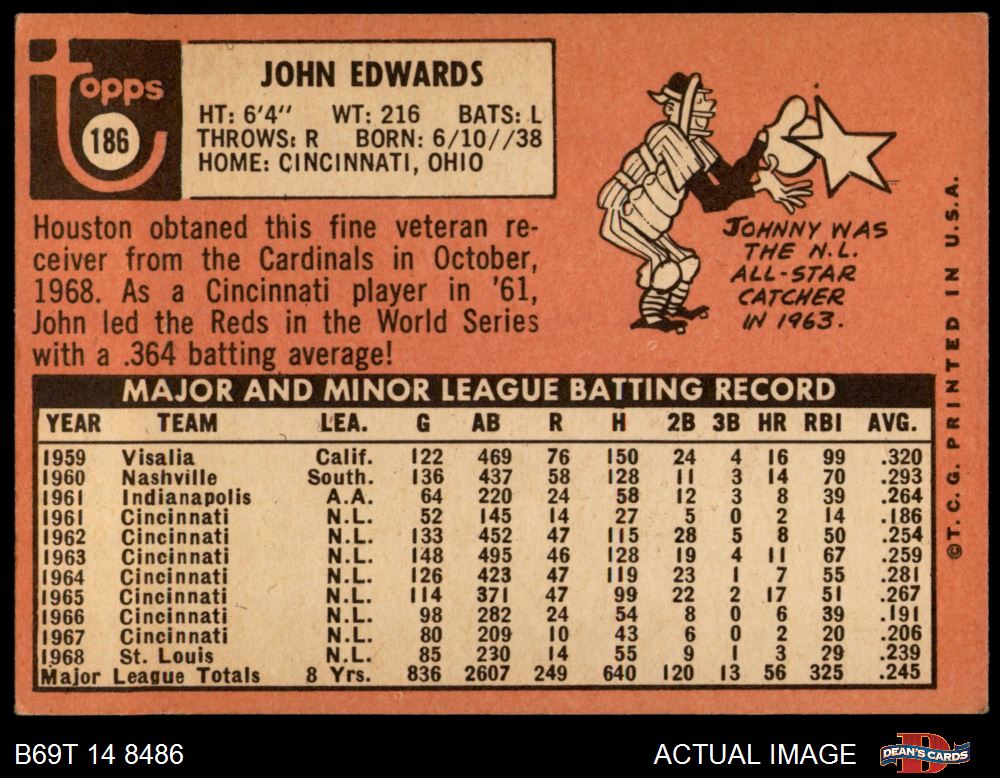 Topps
186
JOHN EDWARDS
HT: 6'4'' WT: 216 BATS: L
THROWS: R BORN: 6/10//38
HOME: CINCINNATI, OHIO
Houston obtaned this fine veteran re-
ceiver from the Cardinals in October,
1968. As a Cincinnati player in '61,
John led the Reds in the World Series
with a .364 batting average!
JOHNNY WAS
THE N.L.
ALL-STAR
CATCHER
IN 1963.
©T.C.G. PRINTED IN U.S.A.
MAJOR AND MINOR LEAGUE BATTING RECORD
YEAR TEAM LEA. G AB R H 2B 3B HR RBI AVG.
1959 Visalia Calif. 122 469 76 150 24 4 16 99 .320
1960 Nashville South. 136 437 58 128 11 3 14 70 .293
1961 Indianapolis A.A. 64 220 24 58 12 3 8 39 .264
1961 Cincinnati N.L. 52 145 14 27 5 0 2 14 .186
1962 Cincinnati N.L. 133 452 47 115 28 5 8 50 .254
1963 Cincinnati N.L. 148 495 46 128 19 4 11 67 .259
1964 Cincinnati N.L. 126 423 47 119 23 1 7 55 .281
1965 Cincinnati N.L. 114 371 47 99 22 2 17 51 .267
1966 Cincinnati N.L. 98 282 24 54 8 0 6 39 .191
1967 Cincinnati N.L. 80 209 10 43 6 0 2 20 .206
1968 St. Louis N.L. 85 230 14 55 9 1 3 29 .239
Major League Totals 8 Yrs. 836 2607 249 640 120 13 56 325 .245
B69T 14 8486
ACTUAL IMAGE
D
DEAN'S CARDS